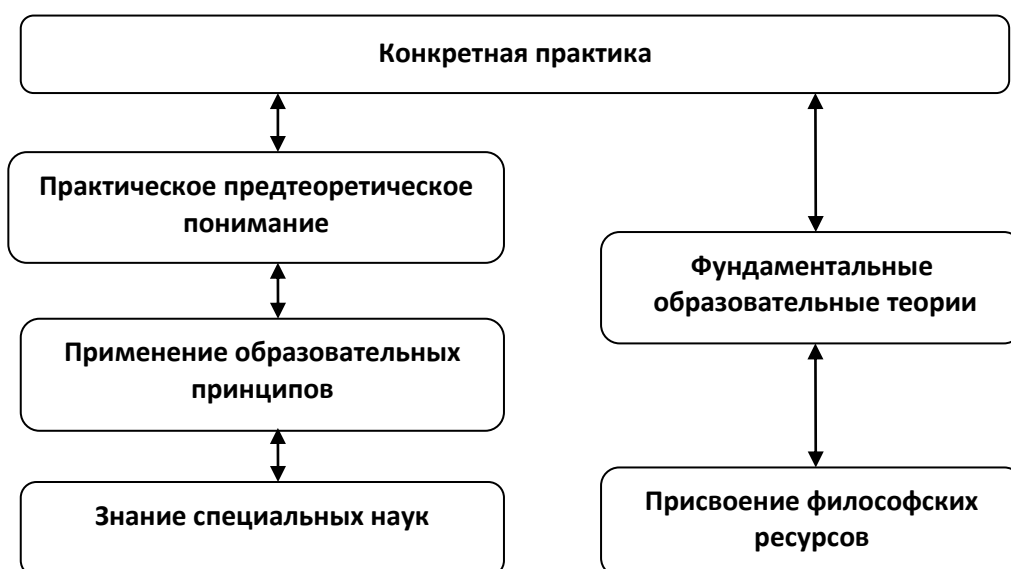 Конкретная практика
Практическое предтеоретическое
понимание
Применение образовательных
принципов
Знание специальных наук
Фундаментальные
образовательные теории
Присвоение философских
ресурсов